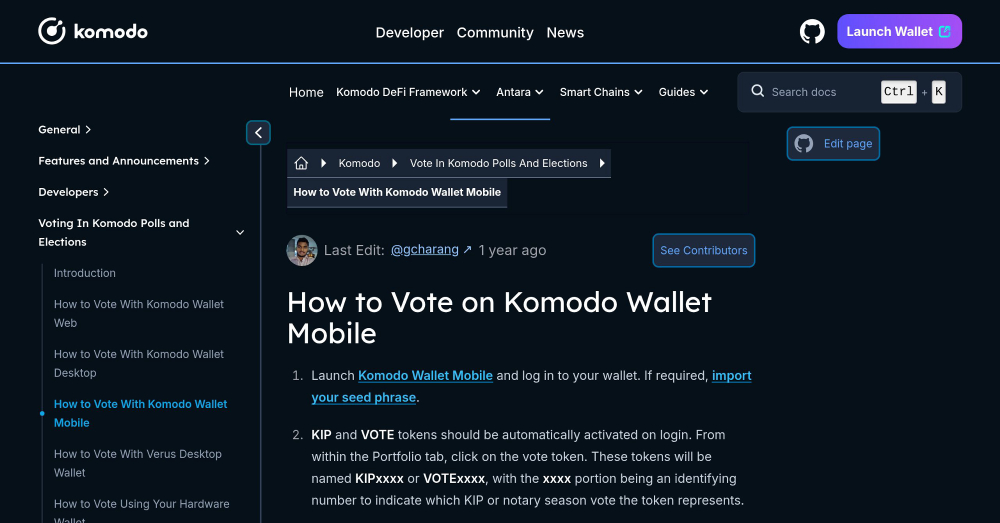 komodo
Developer Community News
Launch Wallet
Home Komodo DeFi Framework Antara Smart Chains Guides
Search docs Ctrl + K
General
Features and Announcements
Developers
Voting In Komodo Polls and
Elections
Introduction
How to Vote With Komodo Wallet
Web
How to Vote With Komodo Wallet
Desktop
How to Vote With Komodo Wallet
Mobile
How to Vote With Verus Desktop
Wallet
How to Vote Using Your Hardware
Wallet
Edit page
Komodo Vote In Komodo Polls And Elections
How to Vote With Komodo Wallet Mobile
Last Edit: @gcharang ↗ 1 year ago
See Contributors
How to Vote on Komodo Wallet
Mobile
1. Launch Komodo Wallet Mobile and log in to your wallet. If required, import
your seed phrase.
2. KIP and VOTE tokens should be automatically activated on login. From
within the Portfolio tab, click on the vote token. These tokens will be
named KIPxxxx or VOTExxxx, with the xxxx portion being an identifying
number to indicate which KIP or notary season vote the token represents.